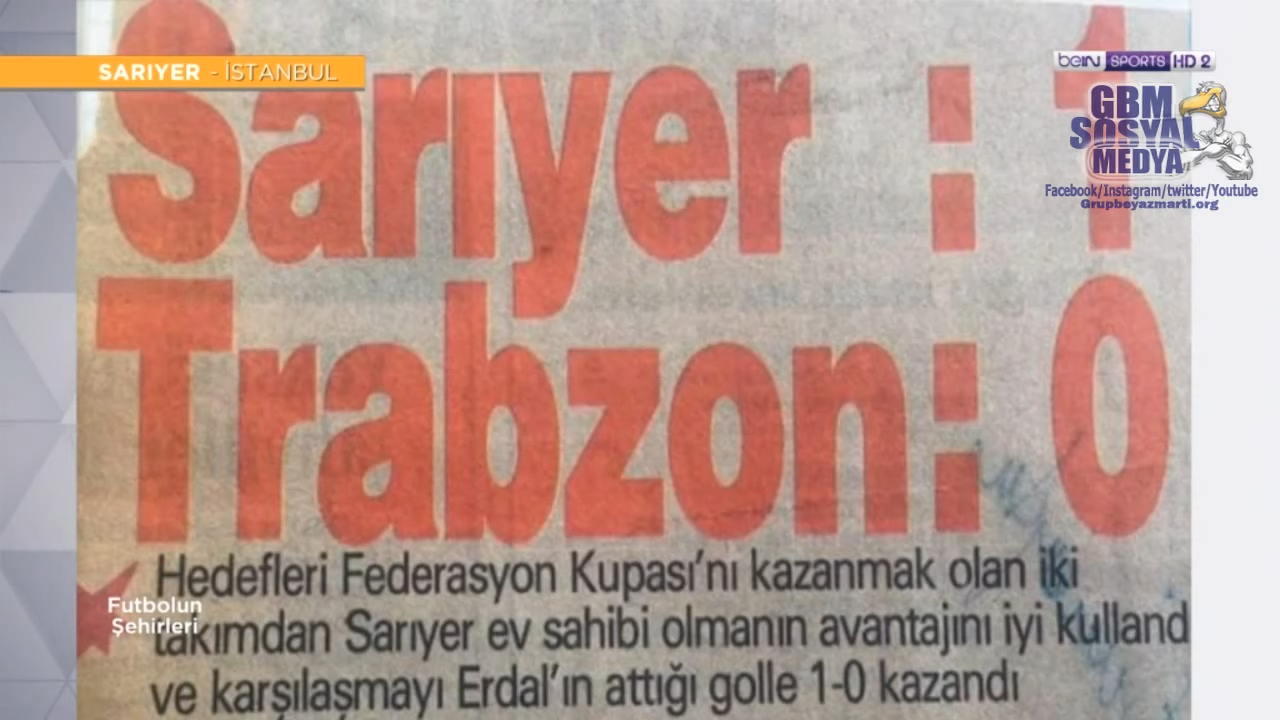 SARIYER - İSTANBUL
beIN SPORTS HD 2
GBM
SOSYAL
MEDYA
Facebook/Instagram/twitter/Youtube
Grupbeyazmarti.org
Sarıyer : 1
Trabzon: 0
Hedefleri Federasyon Kupası'nı kazanmak olan iki
takımdan Sarıyer ev sahibi olmanın avantajını iyi kulland
ve karşılaşmayı Erdal'ın attığı golle 1-0 kazandı
Futbolun
Şehirleri